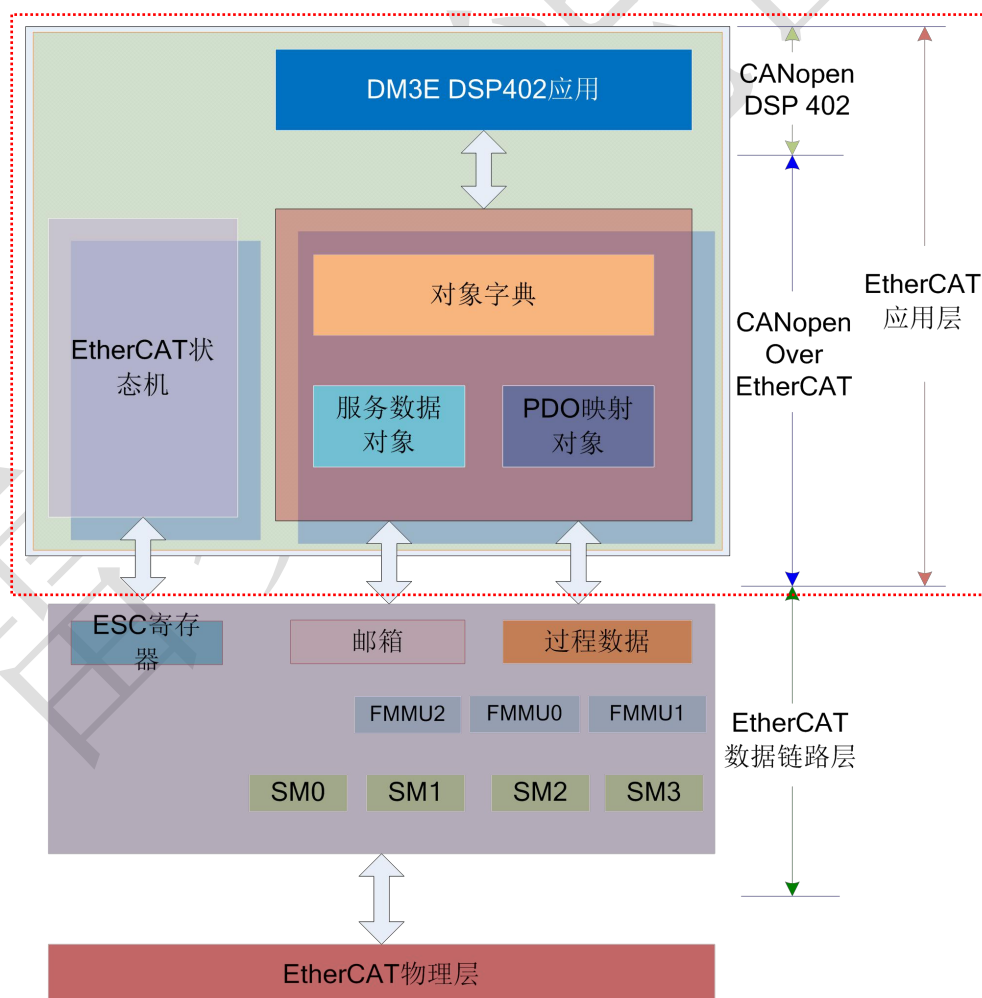 DM3E DSP402应用
CANopen
DSP 402
EtherCAT状
态机
对象字典
服务数据
对象
PDO映射
对象
CANopen
Over
EtherCAT
EtherCAT
应用层
ESC寄存
器
邮箱
过程数据
FMMU2
FMMU0
FMMU1
SM0
SM1
SM2
SM3
EtherCAT
数据链路层
EtherCAT物理层